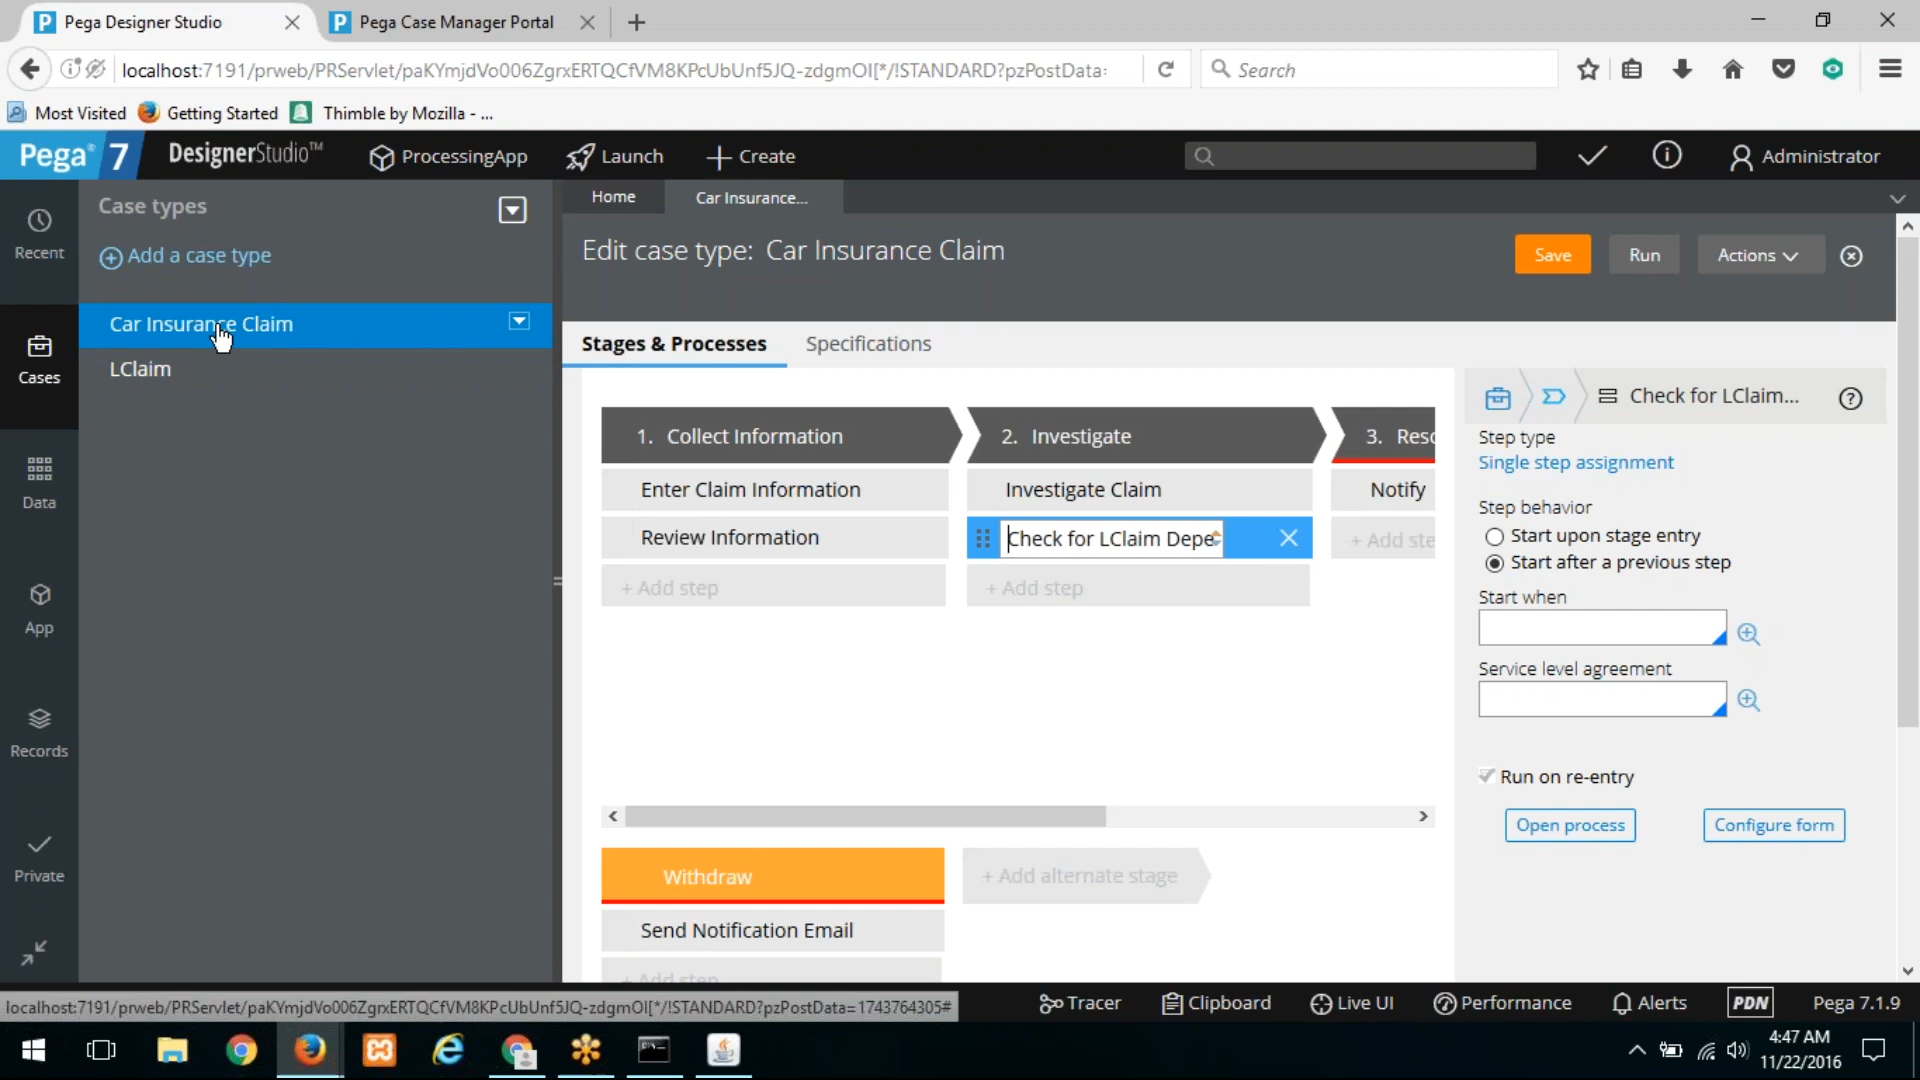 Pega Designer Studio
Pega Case Manager Portal
localhost:7191/prweb/PRServlet/paKYmjdVo006ZgrxERTQCfVM8KPcUbUnf5JQ-zdgmOI[*/!STANDARD?pzPostData:
Search
Most Visited
Getting Started
Thimble by Mozilla - ...
Pega® 7
DesignerStudio™
ProcessingApp
Launch
Create
Administrator
Recent
Cases
Data
App
Records
Private
Case types
Add a case type
Car Insurance Claim
LClaim
Home
Car Insurance...
Edit case type: Car Insurance Claim
Save
Run
Actions
Stages & Processes
Specifications
1. Collect Information
2. Investigate
3. Reso
Enter Claim Information
Investigate Claim
Notify
Review Information
Check for LClaim Depe
+ Add ste
+ Add step
+ Add step
Withdraw
+ Add alternate stage
Send Notification Email
+ Add step
Check for LClaim...
Step type
Single step assignment
Step behavior
Start upon stage entry
Start after a previous step
Start when
Service level agreement
Run on re-entry
Open process
Configure form
localhost:7191/prweb/PRServlet/paKYmjdVo006ZgrxERTQCfVM8KPcUbUnf5JQ-zdgmOI[*/!STANDARD?pzPostData=1743764305#
Tracer
Clipboard
Live UI
Performance
Alerts
PDN
Pega 7.1.9
4:47 AM
11/22/2016